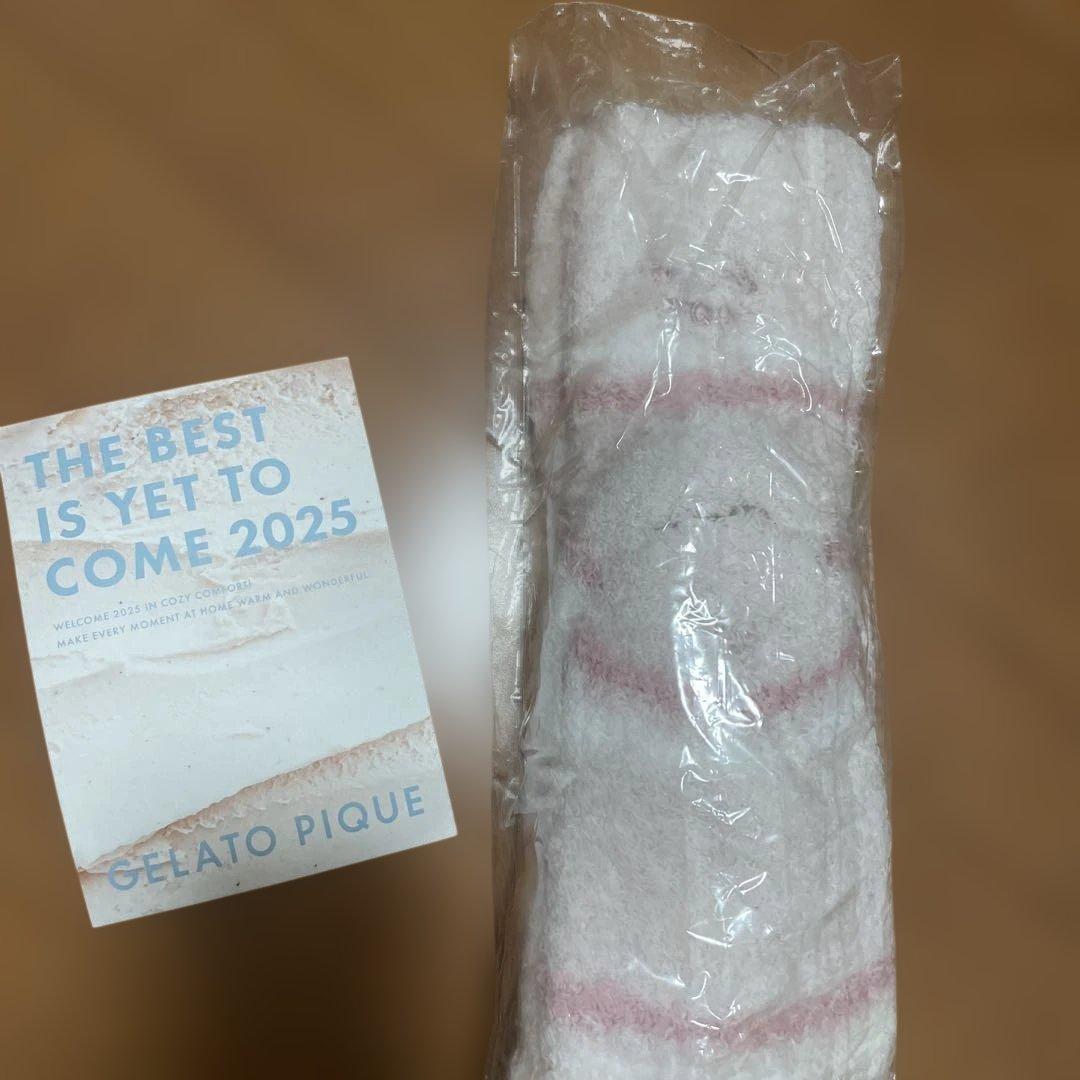 THE BEST
IS YET TO
COME 2025
WELCOME 2025 IN COZY COMFORT!
MAKE EVERY MOMENT AT HOME WARM AND WONDERFUL
GELATO PIQUE